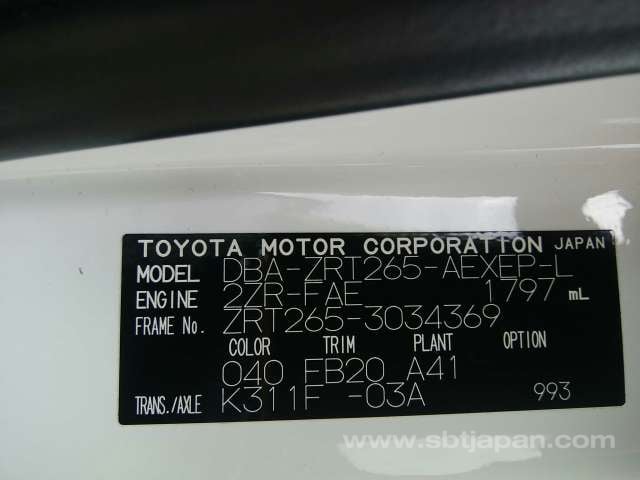 TOYOTA MOTOR CORPORATION JAPAN
MODEL DBA-ZRT265-AEXEP-L
ENGINE 2ZR-FAE 1797 mL
FRAME No. ZRT265-3034369
COLOR TRIM PLANT OPTION
040 FB20 A41
TRANS./AXLE K311F -03A 993
www.sbtjapan.com